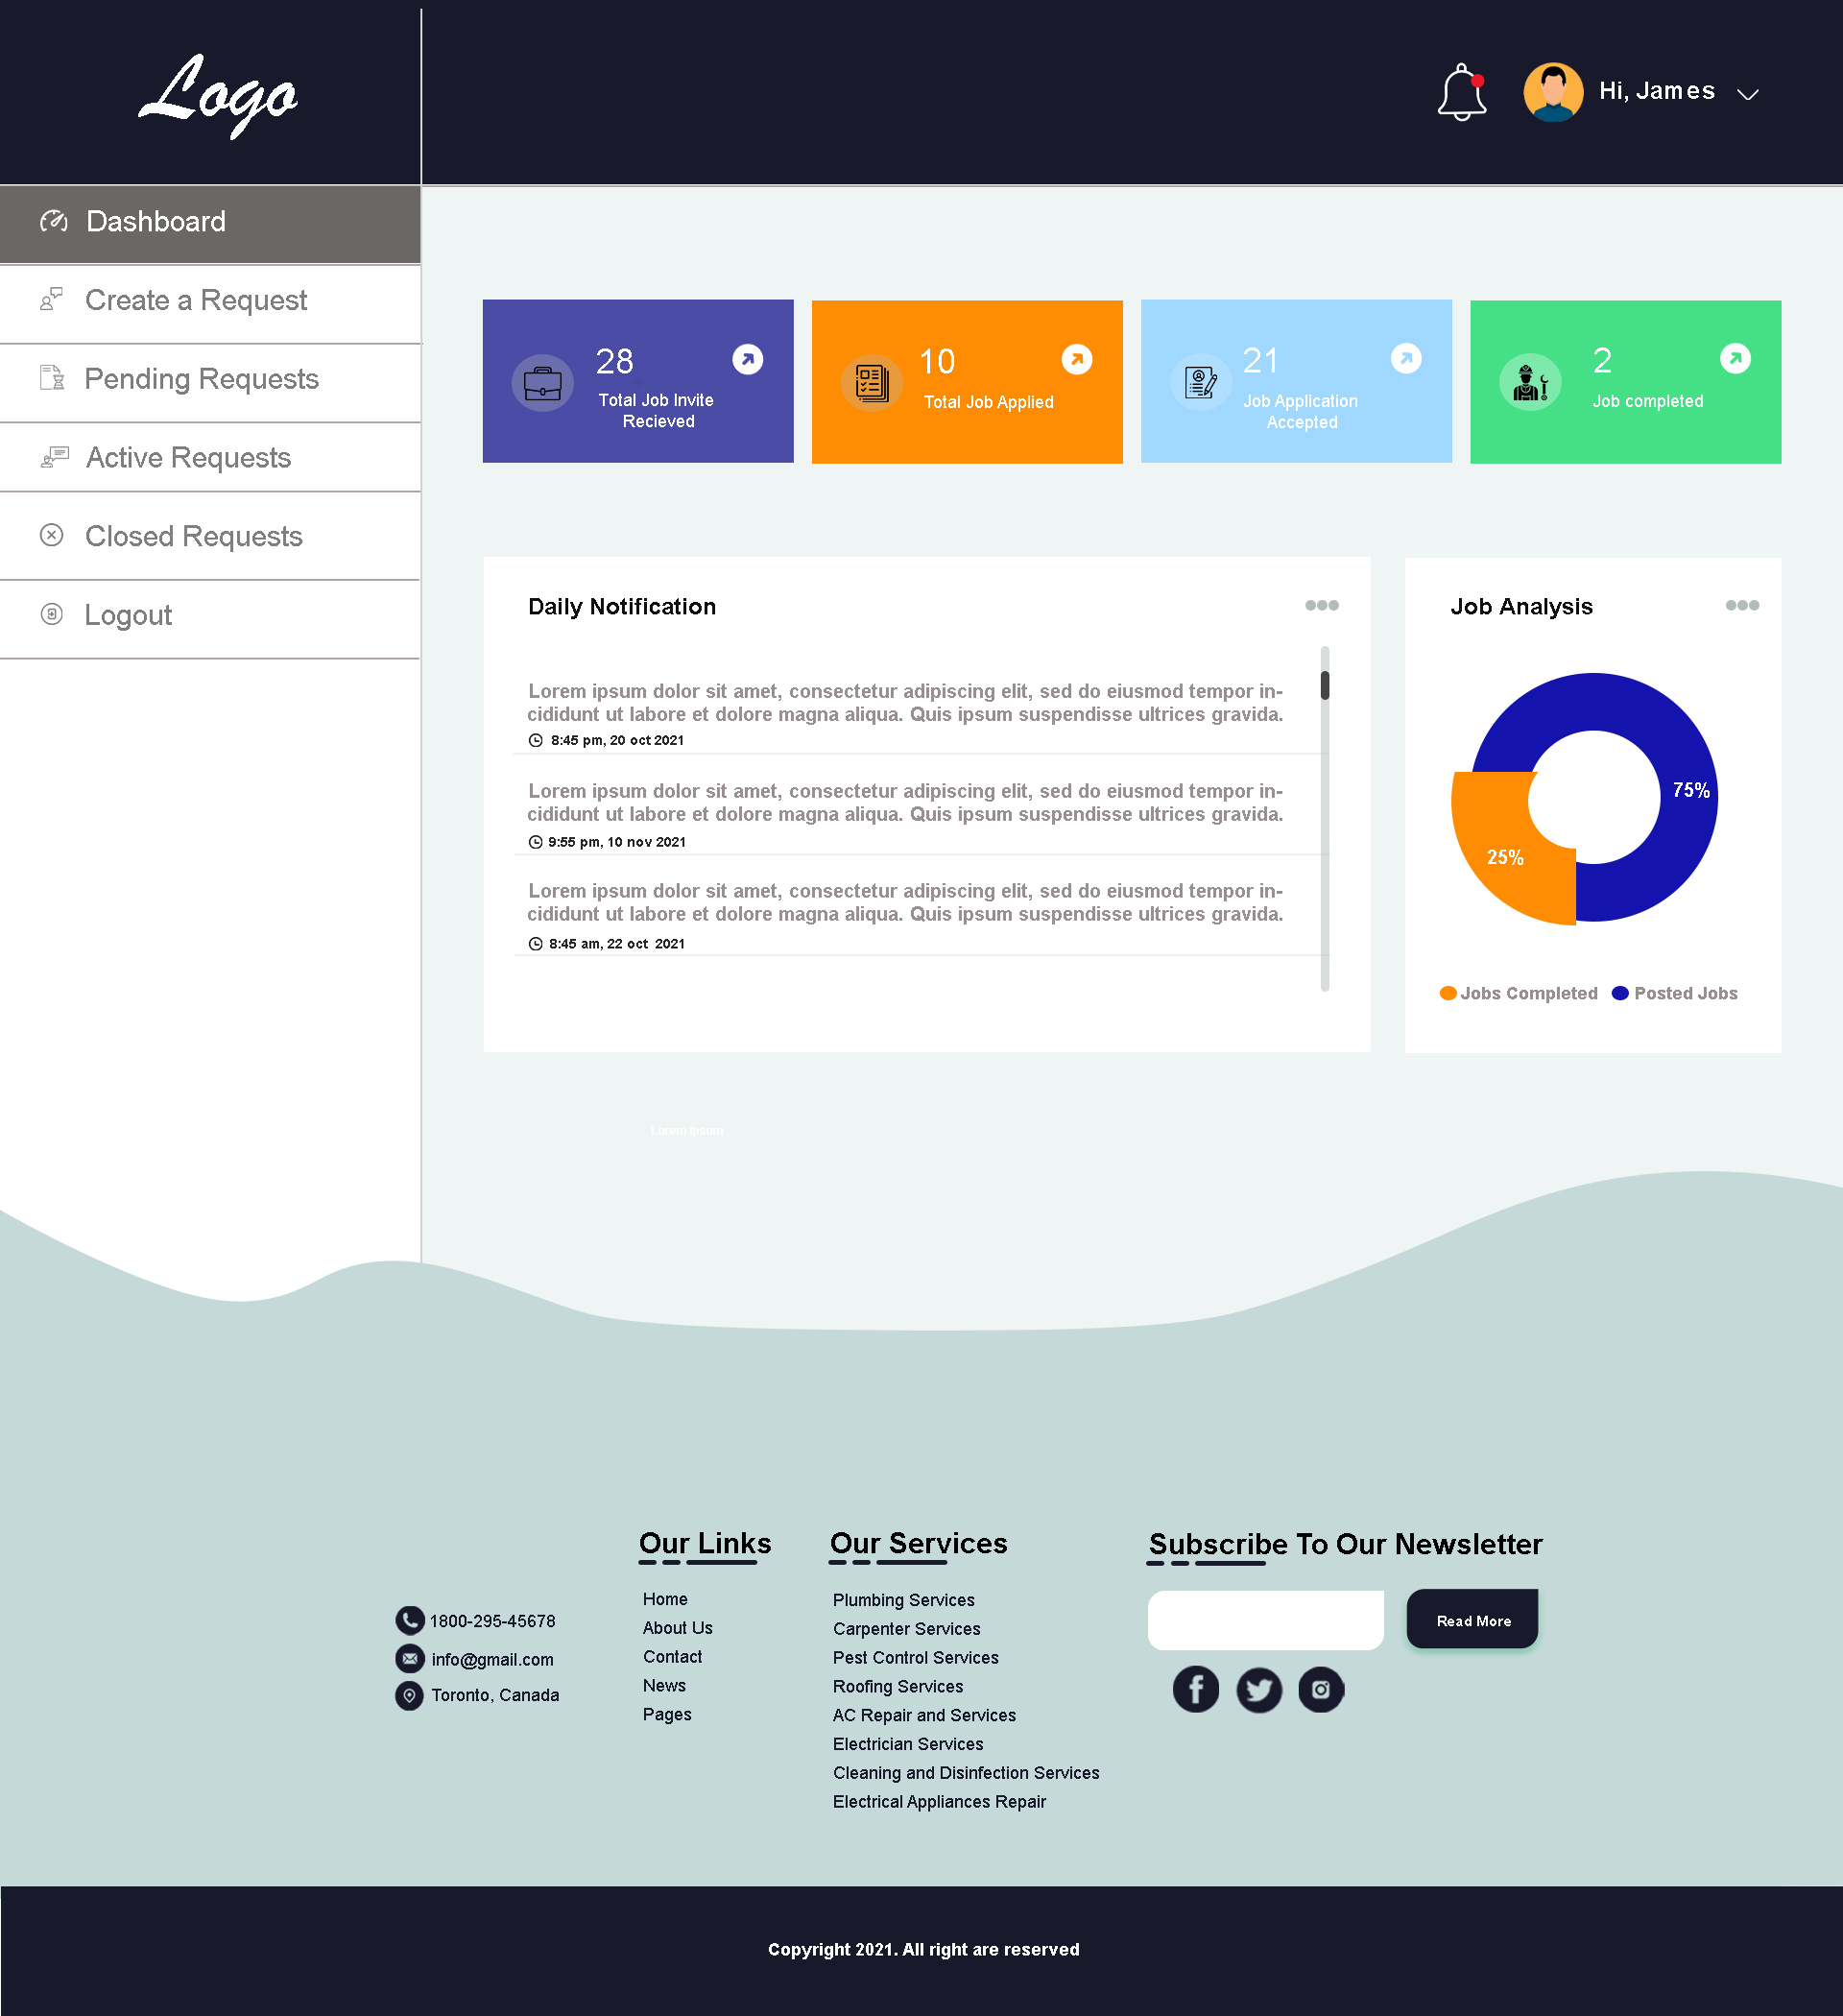 Logo
Hi, James
Dashboard
Create a Request
Pending Requests
Active Requests
Closed Requests
Logout
28
Total Job Invite
Recieved
10
Total Job Applied
21
Job Application
Accepted
2
Job completed
Daily Notification
Lorem ipsum dolor sit amet, consectetur adipiscing elit, sed do eiusmod tempor in-
cididunt ut labore et dolore magna aliqua. Quis ipsum suspendisse ultrices gravida.
8:45 pm, 20 oct 2021
Lorem ipsum dolor sit amet, consectetur adipiscing elit, sed do eiusmod tempor in-
cididunt ut labore et dolore magna aliqua. Quis ipsum suspendisse ultrices gravida.
9:55 pm, 10 nov 2021
Lorem ipsum dolor sit amet, consectetur adipiscing elit, sed do eiusmod tempor in-
cididunt ut labore et dolore magna aliqua. Quis ipsum suspendisse ultrices gravida.
8:45 am, 22 oct 2021
Job Analysis
75%
25%
Jobs Completed
Posted Jobs
Lorem Ipsum
1800-295-45678
info@gmail.com
Toronto, Canada
Our Links
Home
About Us
Contact
News
Pages
Our Services
Plumbing Services
Carpenter Services
Pest Control Services
Roofing Services
AC Repair and Services
Electrician Services
Cleaning and Disinfection Services
Electrical Appliances Repair
Subscribe To Our Newsletter
Read More
Copyright 2021. All right are reserved